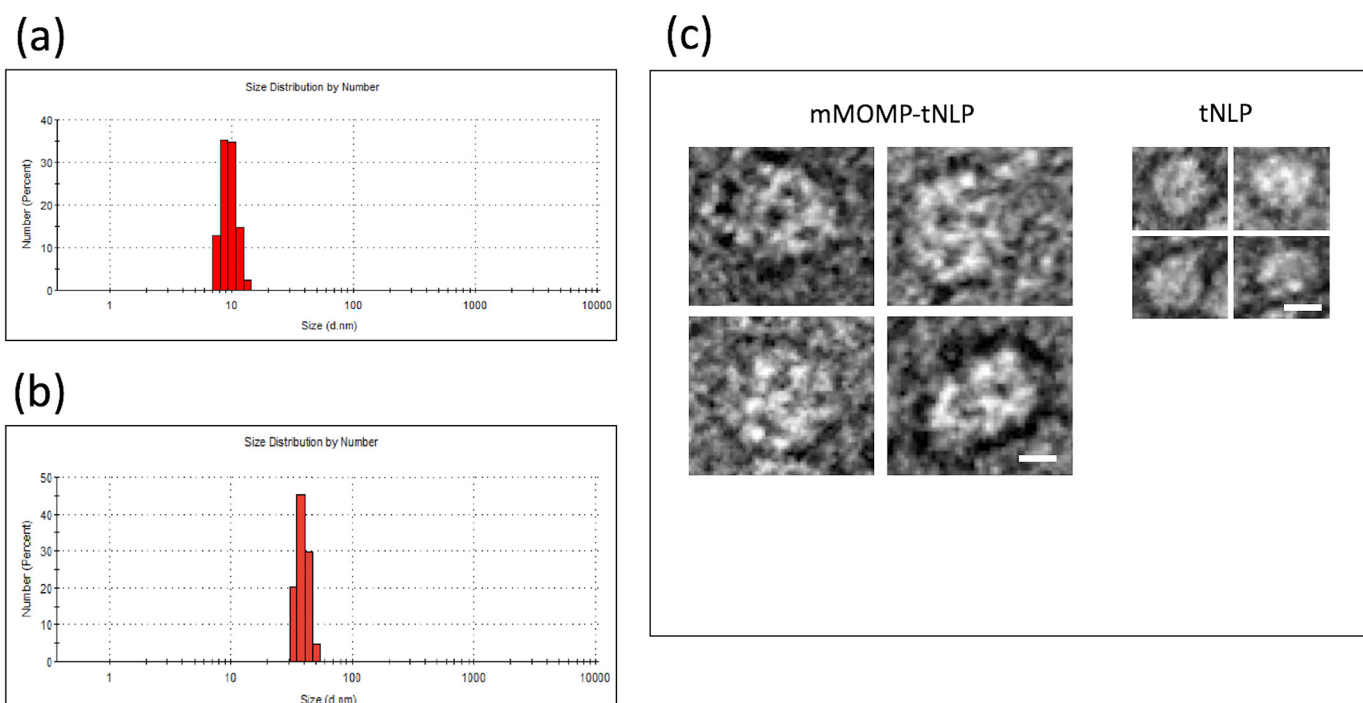 (a)
Size Distribution by Number
40
30
20
10
0
Number (Percent)
1 10 100 1000 10000
Size (d.nm)
(b)
Size Distribution by Number
50
40
30
20
10
0
Number (Percent)
1 10 100 1000 10000
Size (d.nm)
(c)
mMOMP-tNLP tNLP